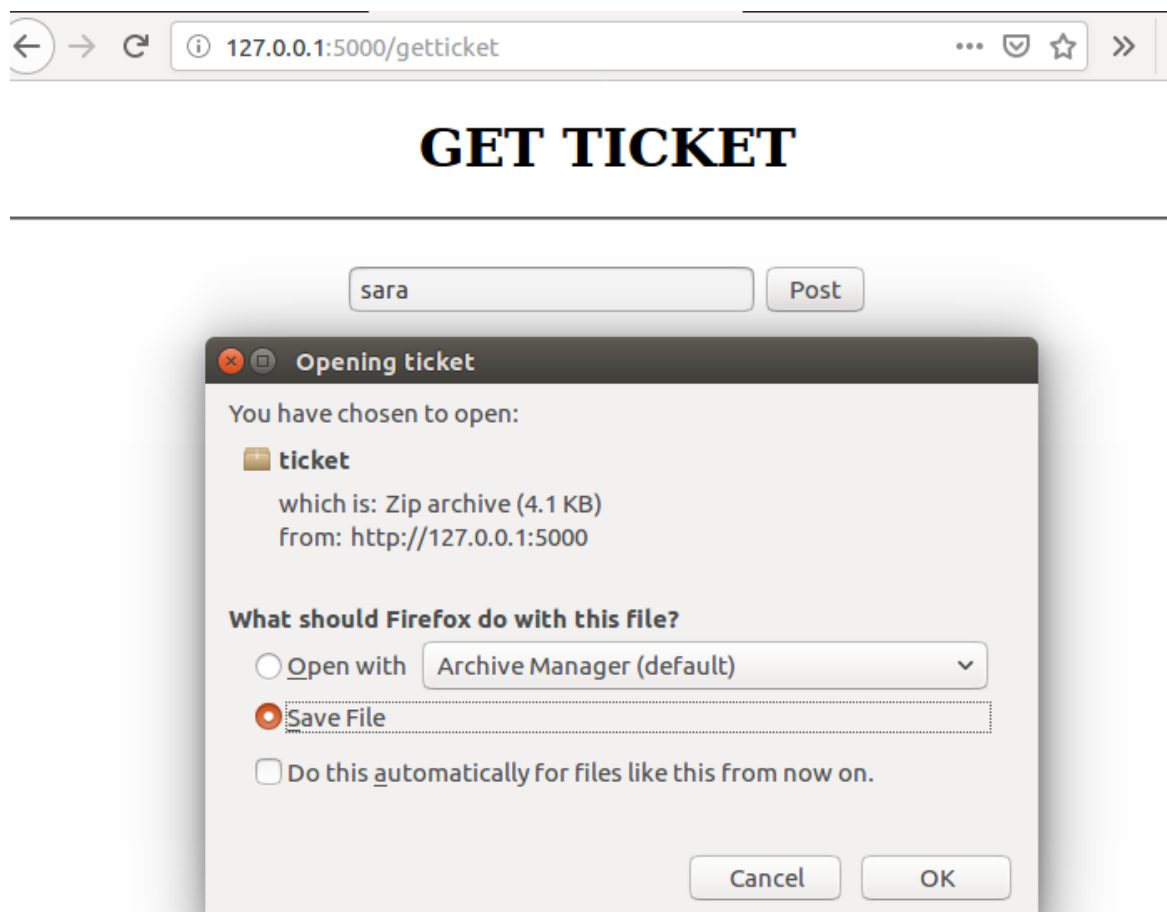 127.0.0.1:5000/getticket
GET TICKET
sara Post
Opening ticket
You have chosen to open:
ticket
which is: Zip archive (4.1 KB)
from: http://127.0.0.1:5000
What should Firefox do with this file?
Open with Archive Manager (default)
Save File
Do this automatically for files like this from now on.
Cancel OK